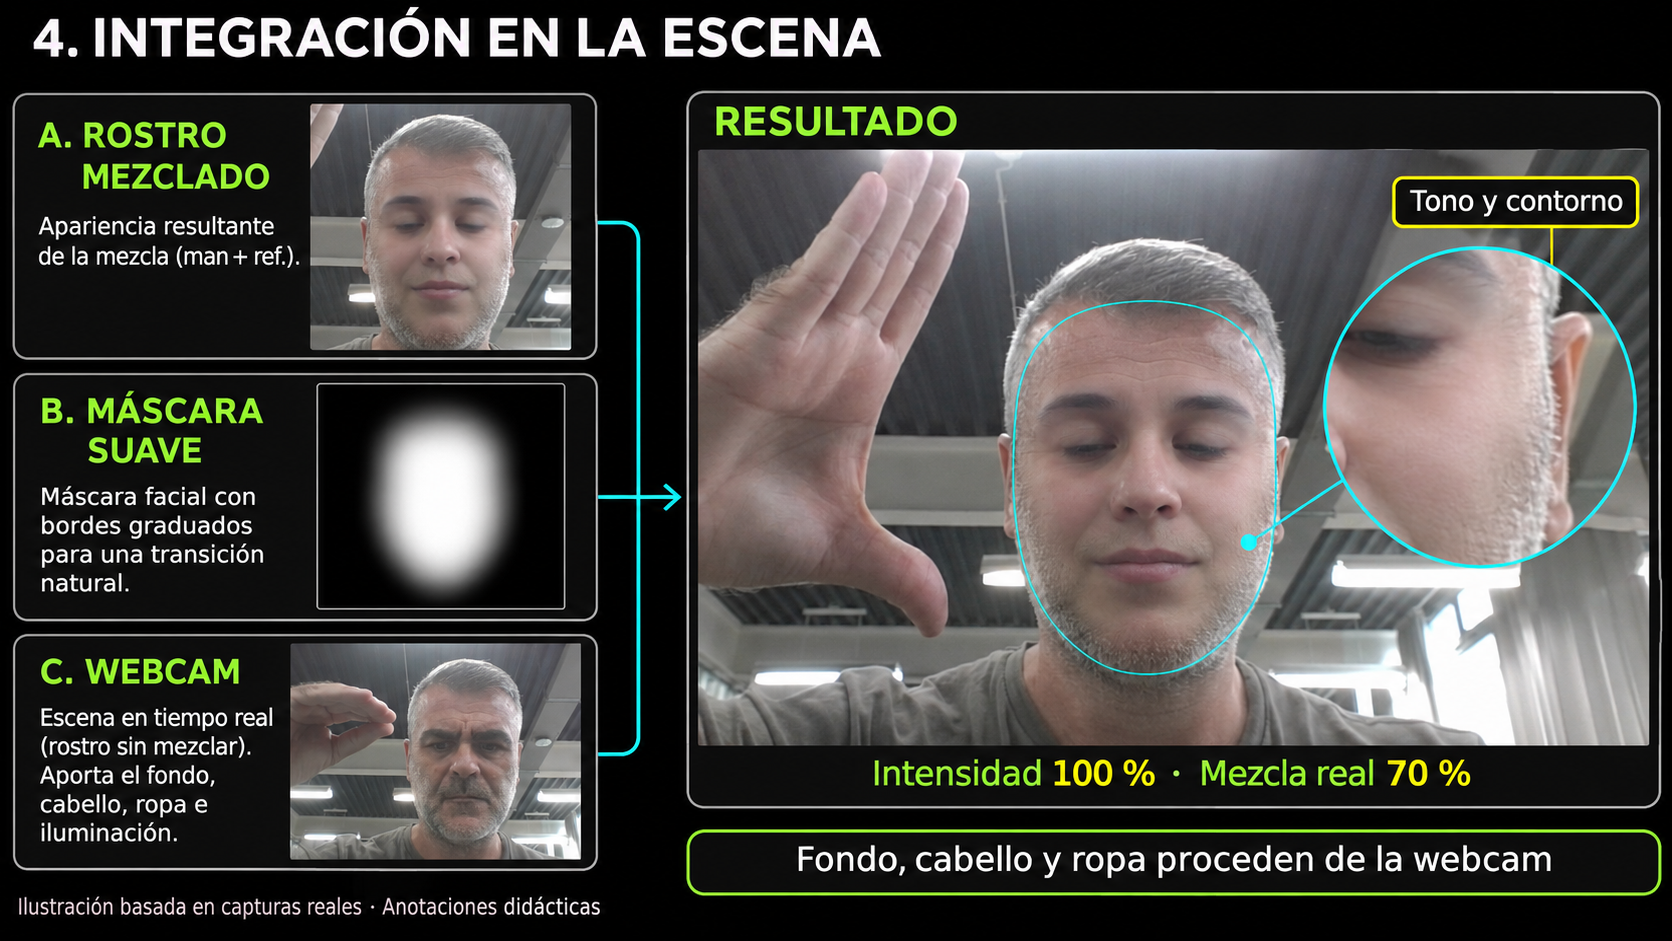 4. INTEGRACIÓN EN LA ESCENA
A. ROSTRO
MEZCLADO
Apariencia resultante
de la mezcla (man + ref.).
B. MÁSCARA
SUAVE
Máscara facial con
bordes graduados
para una transición
natural.
C. WEBCAM
Escena en tiempo real
(rostro sin mezclar).
Aporta el fondo,
cabello, ropa e
iluminación.
Ilustración basada en capturas reales · Anotaciones didácticas
RESULTADO
Tono y contorno
Intensidad 100 % · Mezcla real 70 %
Fondo, cabello y ropa proceden de la webcam